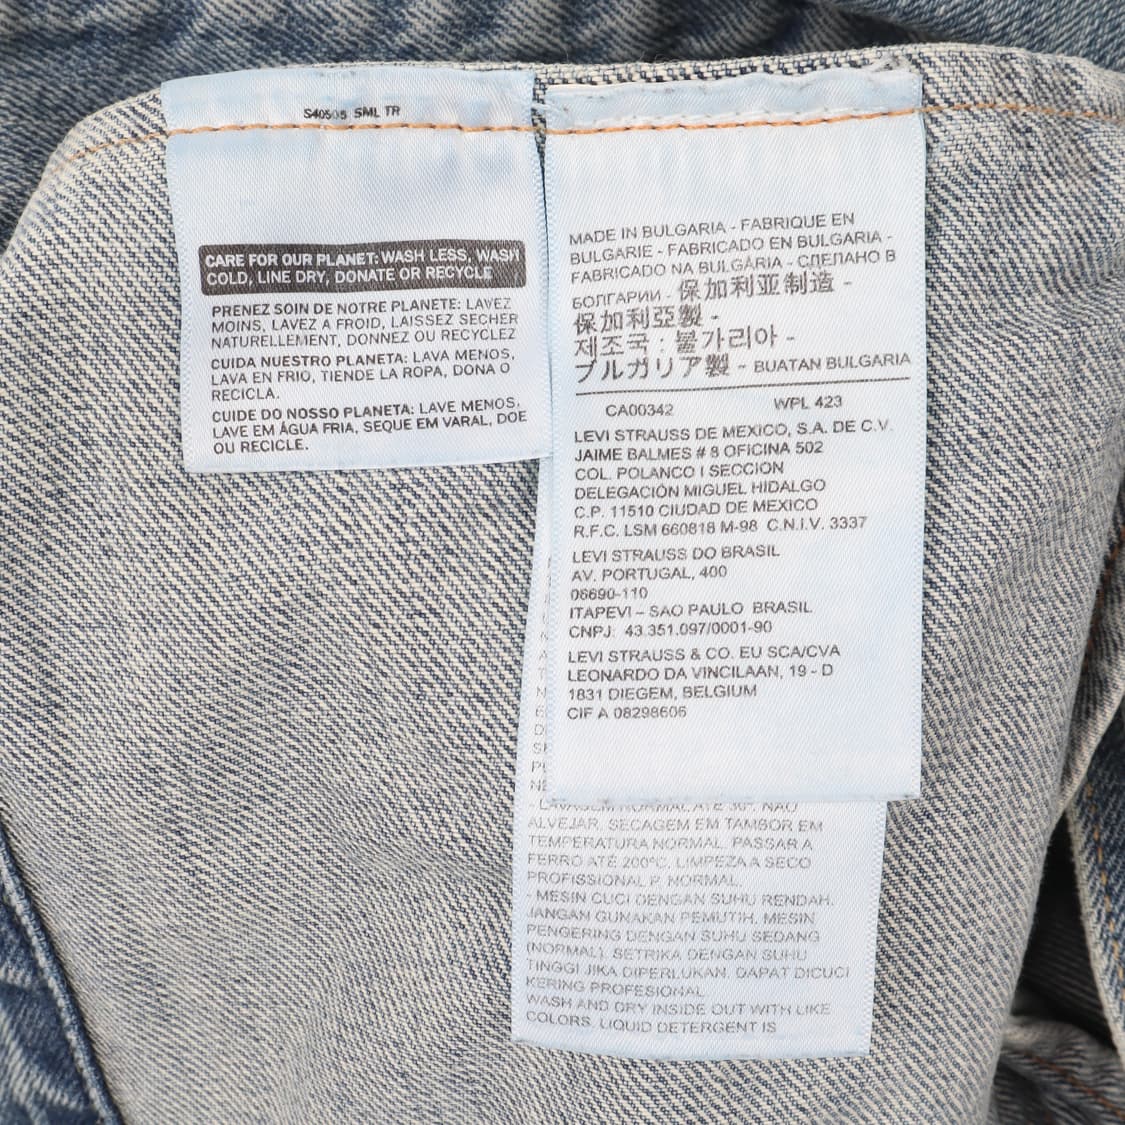 S40505 SML TR
CARE FOR OUR PLANET: WASH LESS, WASH
COLD, LINE DRY, DONATE OR RECYCLE
PRENEZ SOIN DE NOTRE PLANETE: LAVEZ
MOINS, LAVEZ A FROID, LAISSEZ SECHER
NATURELLEMENT, DONNEZ OU RECYCLEZ
CUIDA NUESTRO PLANETA: LAVA MENOS,
LAVA EN FRIO, TIENDE LA ROPA, DONA O
RECICLA.
CUIDE DO NOSSO PLANETA: LAVE MENOS,
LAVE EM ÁGUA FRIA, SEQUE EM VARAL, DOE
OU RECICLE.
MADE IN BULGARIA - FABRIQUE EN
BULGARIE - FABRICADO EN BULGARIA -
FABRICADO NA BULGÁRIA - СПЕЛАНО В
БОЛГАРИИ - 保加利亚制造 -
保加利亞製 -
제조국 : 불가리아 -
ブルガリア製 - BUATAN BULGARIA
CA00342 WPL 423
LEVI STRAUSS DE MEXICO, S.A. DE C.V.
JAIME BALMES # 8 OFICINA 502
COL. POLANCO I SECCION
DELEGACIÓN MIGUEL HIDALGO
C.P. 11510 CIUDAD DE MEXICO
R.F.C. LSM 660818 M-98 C.N.I.V. 3337
LEVI STRAUSS DO BRASIL
AV. PORTUGAL, 400
06690-110
ITAPEVI – SAO PAULO BRASIL
CNPJ: 43.351.097/0001-90
LEVI STRAUSS & CO. EU SCA/CVA
LEONARDO DA VINCILAAN, 19 - D
1831 DIEGEM, BELGIUM
CIF A 08298606
- LAVAGEM NORMAL ATÉ 30°. NÃO
ALVEJAR. SECAGEM EM TAMBOR EM
TEMPERATURA NORMAL. PASSAR A
FERRO ATÉ 200ºC. LIMPEZA A SECO
PROFISSIONAL P. NORMAL.
- MESIN CUCI DENGAN SUHU RENDAH.
JANGAN GUNAKAN PEMUTIH. MESIN
PENGERING DENGAN SUHU SEDANG
(NORMAL). SETRIKA DENGAN SUHU
TINGGI JIKA DIPERLUKAN. DAPAT DICUCI
KERING PROFESIONAL
WASH AND DRY INSIDE OUT WITH LIKE
COLORS. LIQUID DETERGENT IS